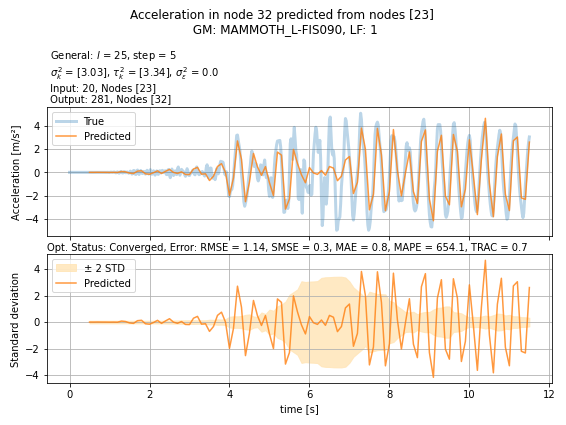 Acceleration in node 32 predicted from nodes [23]
GM: MAMMOTH_L-FIS090, LF: 1
General: l = 25, step = 5
σ²ₖ = [3.03], τ²ₖ = [3.34], σ²ₑ = 0.0
Input: 20, Nodes [23]
Output: 281, Nodes [32]
True
Predicted
4
2
0
−2
−4
Acceleration [m/s²]
Opt. Status: Converged, Error: RMSE = 1.14, SMSE = 0.3, MAE = 0.8, MAPE = 654.1, TRAC = 0.7
± 2 STD
Predicted
4
2
0
−2
−4
Standard deviation
0 2 4 6 8 10 12
time [s]